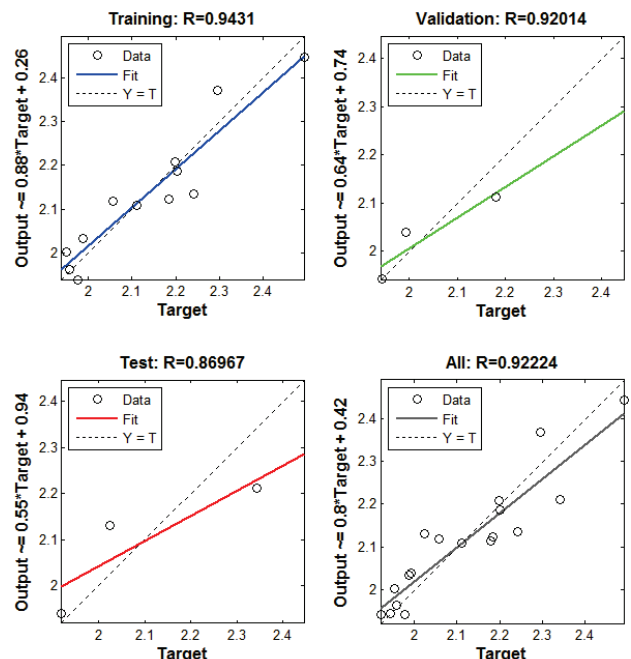 Training: R=0.9431
Output ~= 0.88*Target + 0.26
2.4
2.3
2.2
2.1
2
Data
Fit
Y = T
2 2.1 2.2 2.3 2.4
Target
Validation: R=0.92014
Output ~= 0.64*Target + 0.74
2.4
2.3
2.2
2.1
2
Data
Fit
Y = T
2 2.1 2.2 2.3 2.4
Target
Test: R=0.86967
Output ~= 0.55*Target + 0.94
2.4
2.3
2.2
2.1
2
Data
Fit
Y = T
2 2.1 2.2 2.3 2.4
Target
All: R=0.92224
Output ~= 0.8*Target + 0.42
2.4
2.3
2.2
2.1
2
Data
Fit
Y = T
2 2.1 2.2 2.3 2.4
Target